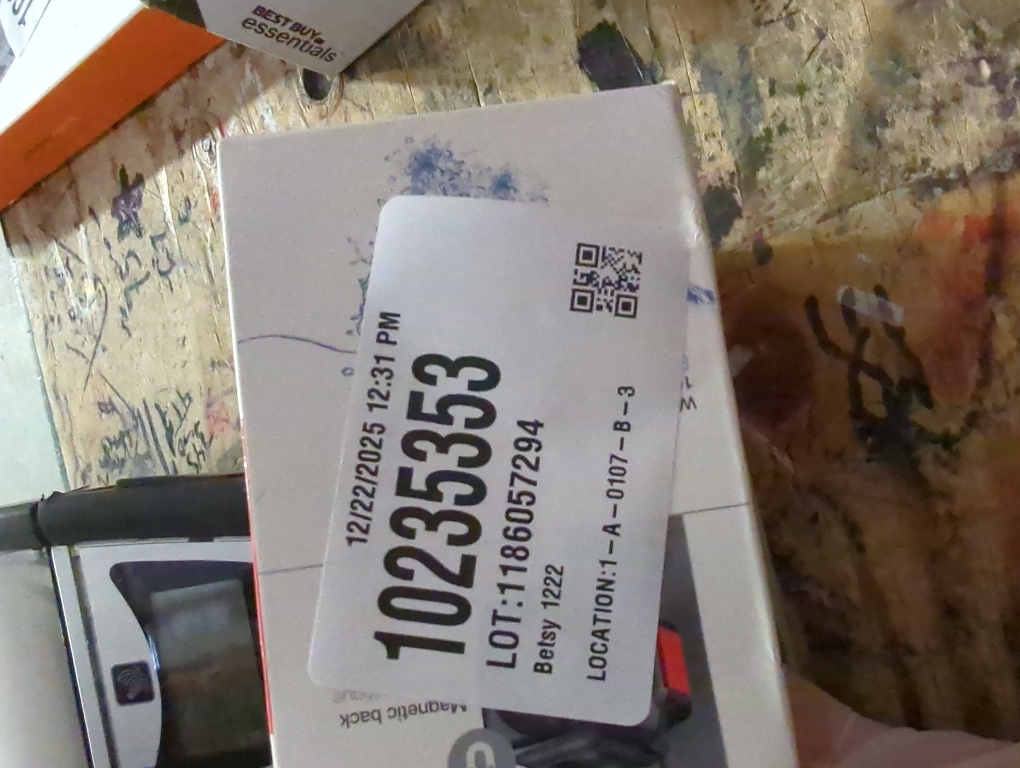 BEST BUY
essentials
12/22/2025 12:31 PM
10235353
LOT:1186057294
Betsy 1222
LOCATION:1-A-0107-B-3
Magnetic back